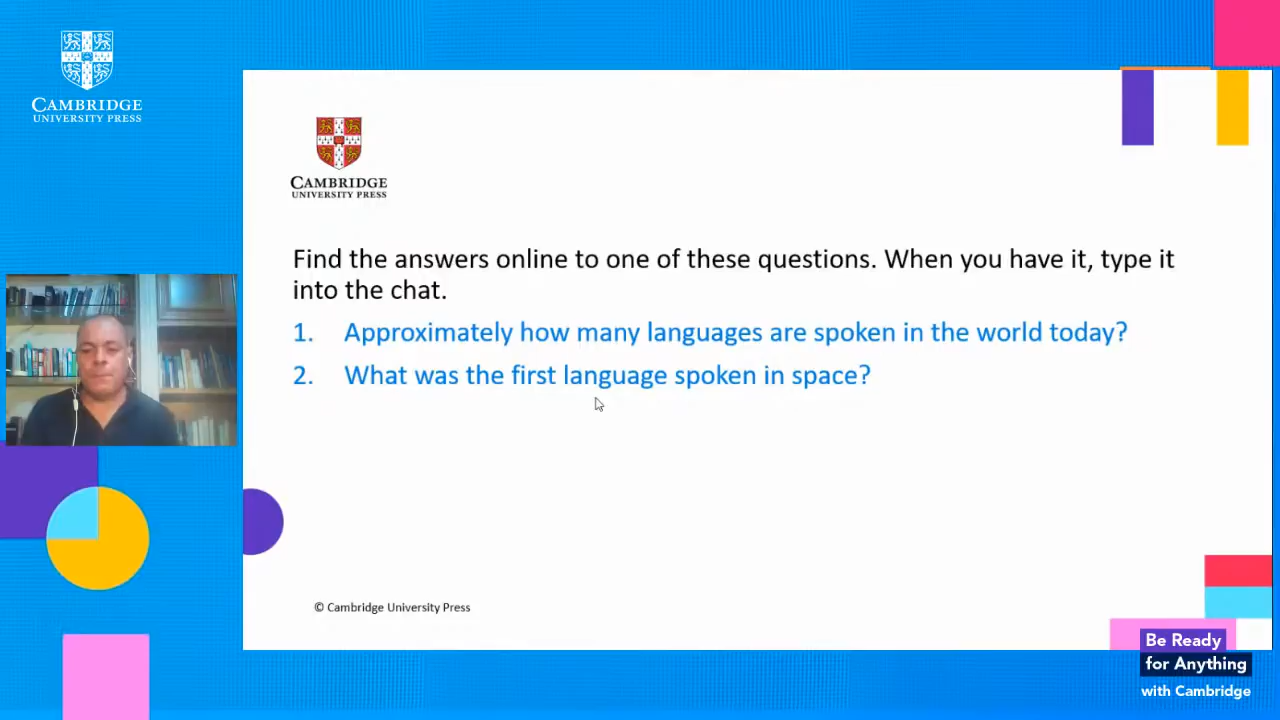 CAMBRIDGE
UNIVERSITY PRESS
CAMBRIDGE
UNIVERSITY PRESS
Find the answers online to one of these questions. When you have it, type it
into the chat.
1. Approximately how many languages are spoken in the world today?
2. What was the first language spoken in space?
© Cambridge University Press
Be Ready
for Anything
with Cambridge